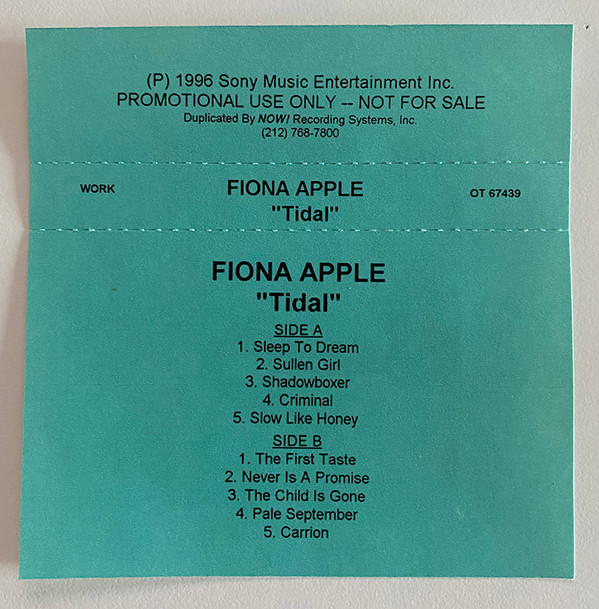 (P) 1996 Sony Music Entertainment Inc.
PROMOTIONAL USE ONLY -- NOT FOR SALE
Duplicated By NOW! Recording Systems, Inc.
(212) 768-7800
WORK
FIONA APPLE
"Tidal"
OT 67439
FIONA APPLE
"Tidal"
SIDE A
1. Sleep To Dream
2. Sullen Girl
3. Shadowboxer
4. Criminal
5. Slow Like Honey
SIDE B
1. The First Taste
2. Never Is A Promise
3. The Child Is Gone
4. Pale September
5. Carrion